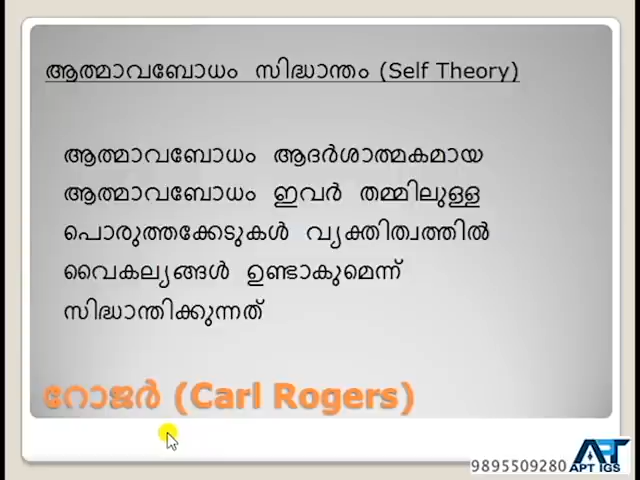 ആത്മാവബോധം സിദ്ധാന്തം (Self Theory)
ആത്മാവബോധം ആദർശാത്മകമായ
ആത്മാവബോധം ഇവർ തമ്മിലുള്ള
പൊരുത്തക്കേടുകൾ വ്യക്തിത്വത്തിൽ
വൈകല്യങ്ങൾ ഉണ്ടാകുമെന്ന്
സിദ്ധാന്തിക്കുന്നത്
റോജർ (Carl Rogers)
9895509280 APT IGS